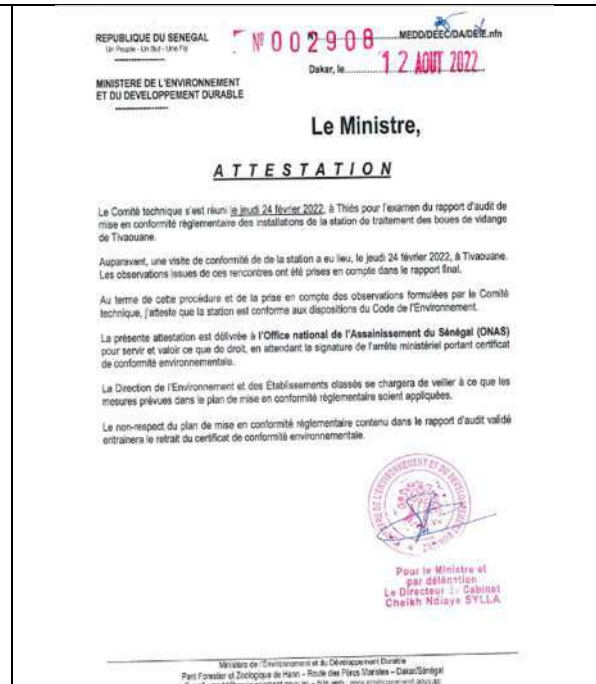 REPUBLIQUE DU SENEGAL
Un Peuple - Un But - Une Foi
N° 002908 MEDD/DEEC/DA/DEIE.nfn
Dakar, le 12 AOUT 2022
MINISTERE DE L'ENVIRONNEMENT
ET DU DEVELOPPEMENT DURABLE
Le Ministre,
ATTESTATION
Le Comité technique s'est réuni le jeudi 24 février 2022, à Thiès pour l'examen du rapport d'audit de
mise en conformité règlementaire des installations de la station de traitement des boues de vidange
de Tivaouane.
Auparavant, une visite de conformité de de la station a eu lieu, le jeudi 24 février 2022, à Tivaouane.
Les observations issues de ces rencontres ont été prises en compte dans le rapport final.
Au terme de cette procédure et de la prise en compte des observations formulées par le Comité
technique, j'atteste que la station est conforme aux dispositions du Code de l'Environnement.
La présente attestation est délivrée à l'Office national de l'Assainissement du Sénégal (ONAS)
pour servir et valoir ce que de droit, en attendant la signature de l'arrêté ministériel portant certificat
de conformité environnementale.
La Direction de l'Environnement et des Établissements classés se chargera de veiller à ce que les
mesures prévues dans le plan de mise en conformité règlementaire soient appliquées.
Le non-respect du plan de mise en conformité règlementaire contenu dans le rapport d'audit validé
entrainera le retrait du certificat de conformité environnementale.
Pour le Ministre et
par délégation
Le Directeur de Cabinet
Cheikh Ndiaye SYLLA
Ministère de l'Environnement et du Développement Durable
Parc Forestier et Zoologique de Hann – Route des Pères Maristes – Dakar/Sénégal